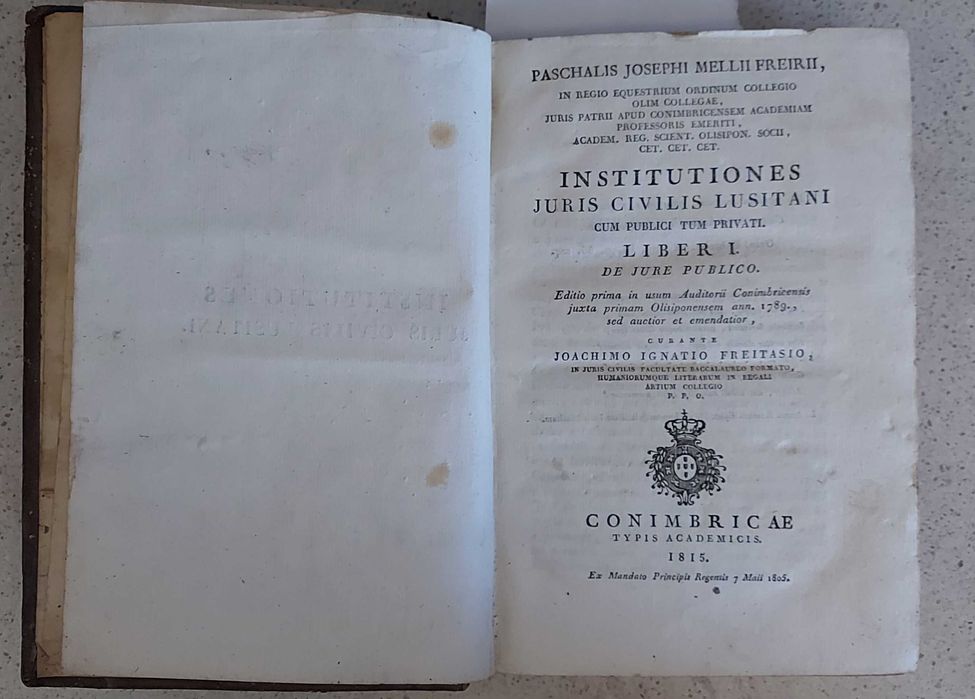 PASCHALIS JOSEPHI MELLII FREIRII,
IN REGIO EQUESTRIUM ORDINUM COLLEGIO
OLIM COLLEGAE,
JURIS PATRII APUD CONIMBRICENSEM ACADEMIAM
PROFESSORIS EMERITI,
ACADEM. REG. SCIENT. OLISIPON. SOCII,
CET. CET. CET.
INSTITUTIONES
JURIS CIVILIS LUSITANI
CUM PUBLICI TUM PRIVATI.
LIBER I.
DE JURE PUBLICO.
Editio prima in usum Auditorii Conimbricensis
juxta primam Olisiponensem ann. 1789.,
sed auctior et emendatior,
CURANTE
JOACHIMO IGNATIO FREITASIO,
IN JURIS CIVILIS FACULTATE BACCALAUREO FORMATO,
HUMANIORUMQUE LITERARUM IN REGALI
ARTIUM COLLEGIO
P. P. O.
CONIMBRICAE
TYPIS ACADEMICIS.
1815.
Ex Mandato Principis Regentis 7 Maii 1805.